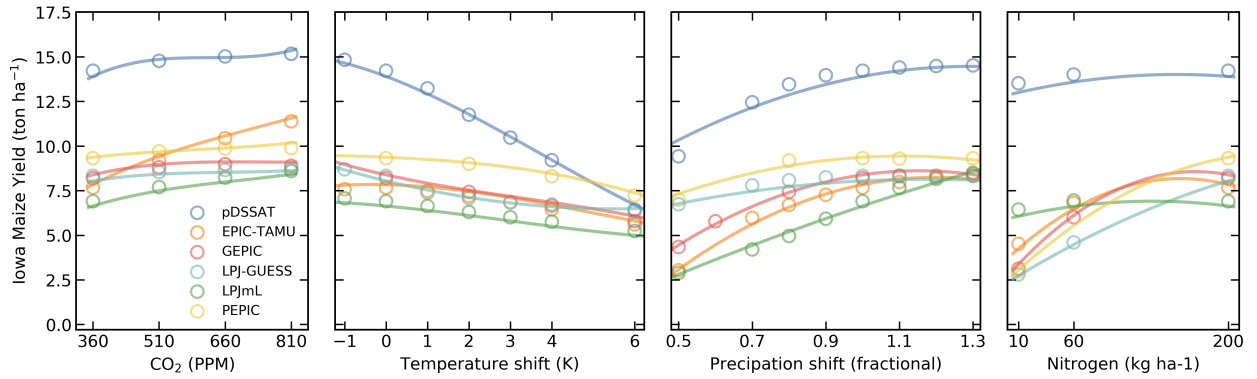 Iowa Maize Yield (ton ha⁻¹)
17.5
15.0
12.5
10.0
7.5
5.0
2.5
0.0
pDSSAT
EPIC-TAMU
GEPIC
LPJ-GUESS
LPJmL
PEPIC
360 510 660 810
CO₂ (PPM)
−1 0 1 2 3 4 6
Temperature shift (K)
0.5 0.7 0.9 1.1 1.3
Precipation shift (fractional)
10 60 200
Nitrogen (kg ha-1)